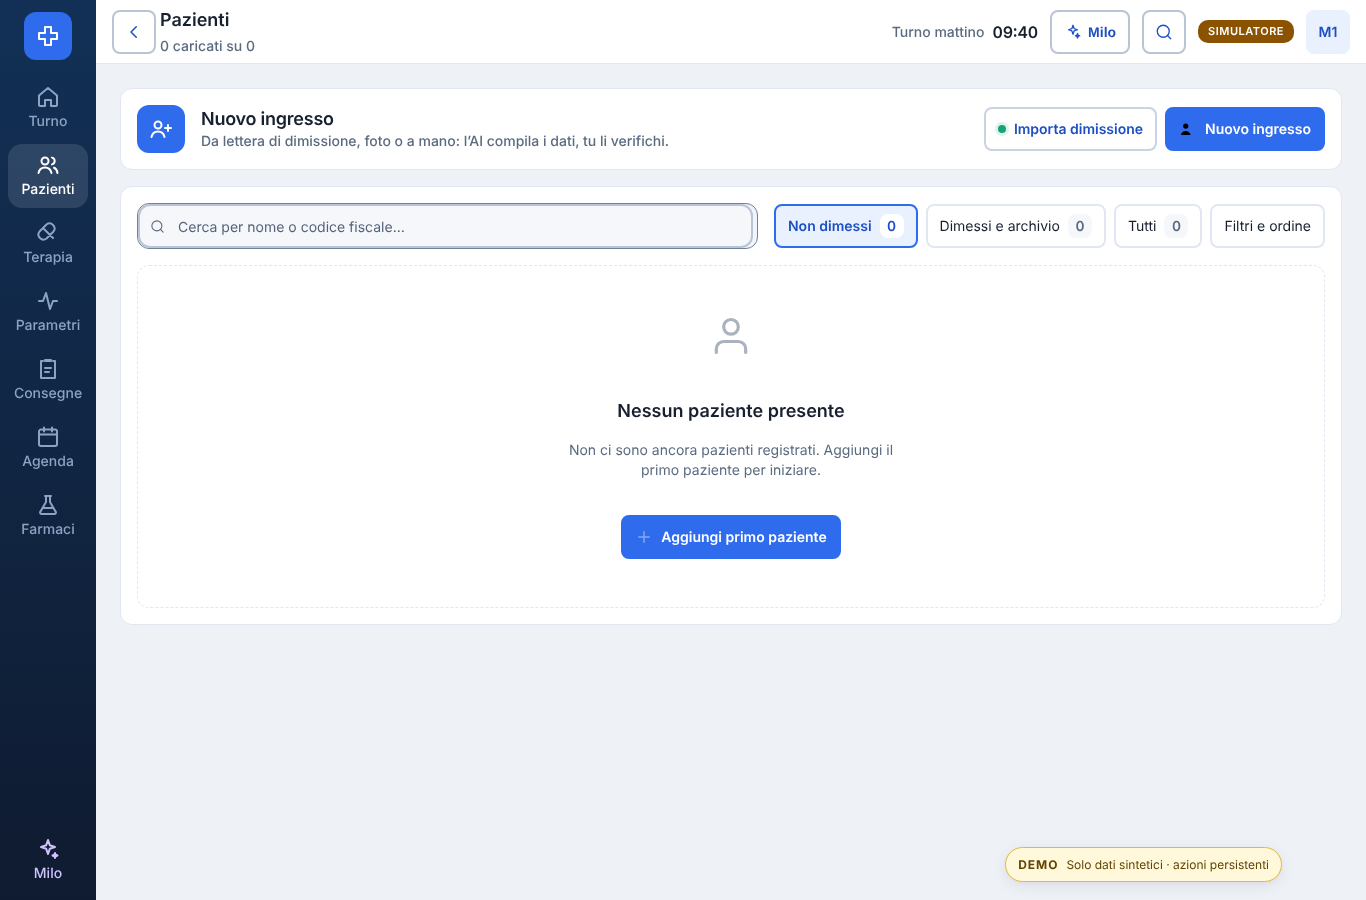 Turno
Pazienti
Terapia
Parametri
Consegne
Agenda
Farmaci
Milo
Pazienti
0 caricati su 0
Turno mattino 09:40
Milo
SIMULATORE
M1
Nuovo ingresso
Da lettera di dimissione, foto o a mano: l’AI compila i dati, tu li verifichi.
Importa dimissione
Nuovo ingresso
Cerca per nome o codice fiscale...
Non dimessi 0
Dimessi e archivio 0
Tutti 0
Filtri e ordine
Nessun paziente presente
Non ci sono ancora pazienti registrati. Aggiungi il
primo paziente per iniziare.
Aggiungi primo paziente
DEMO Solo dati sintetici · azioni persistenti